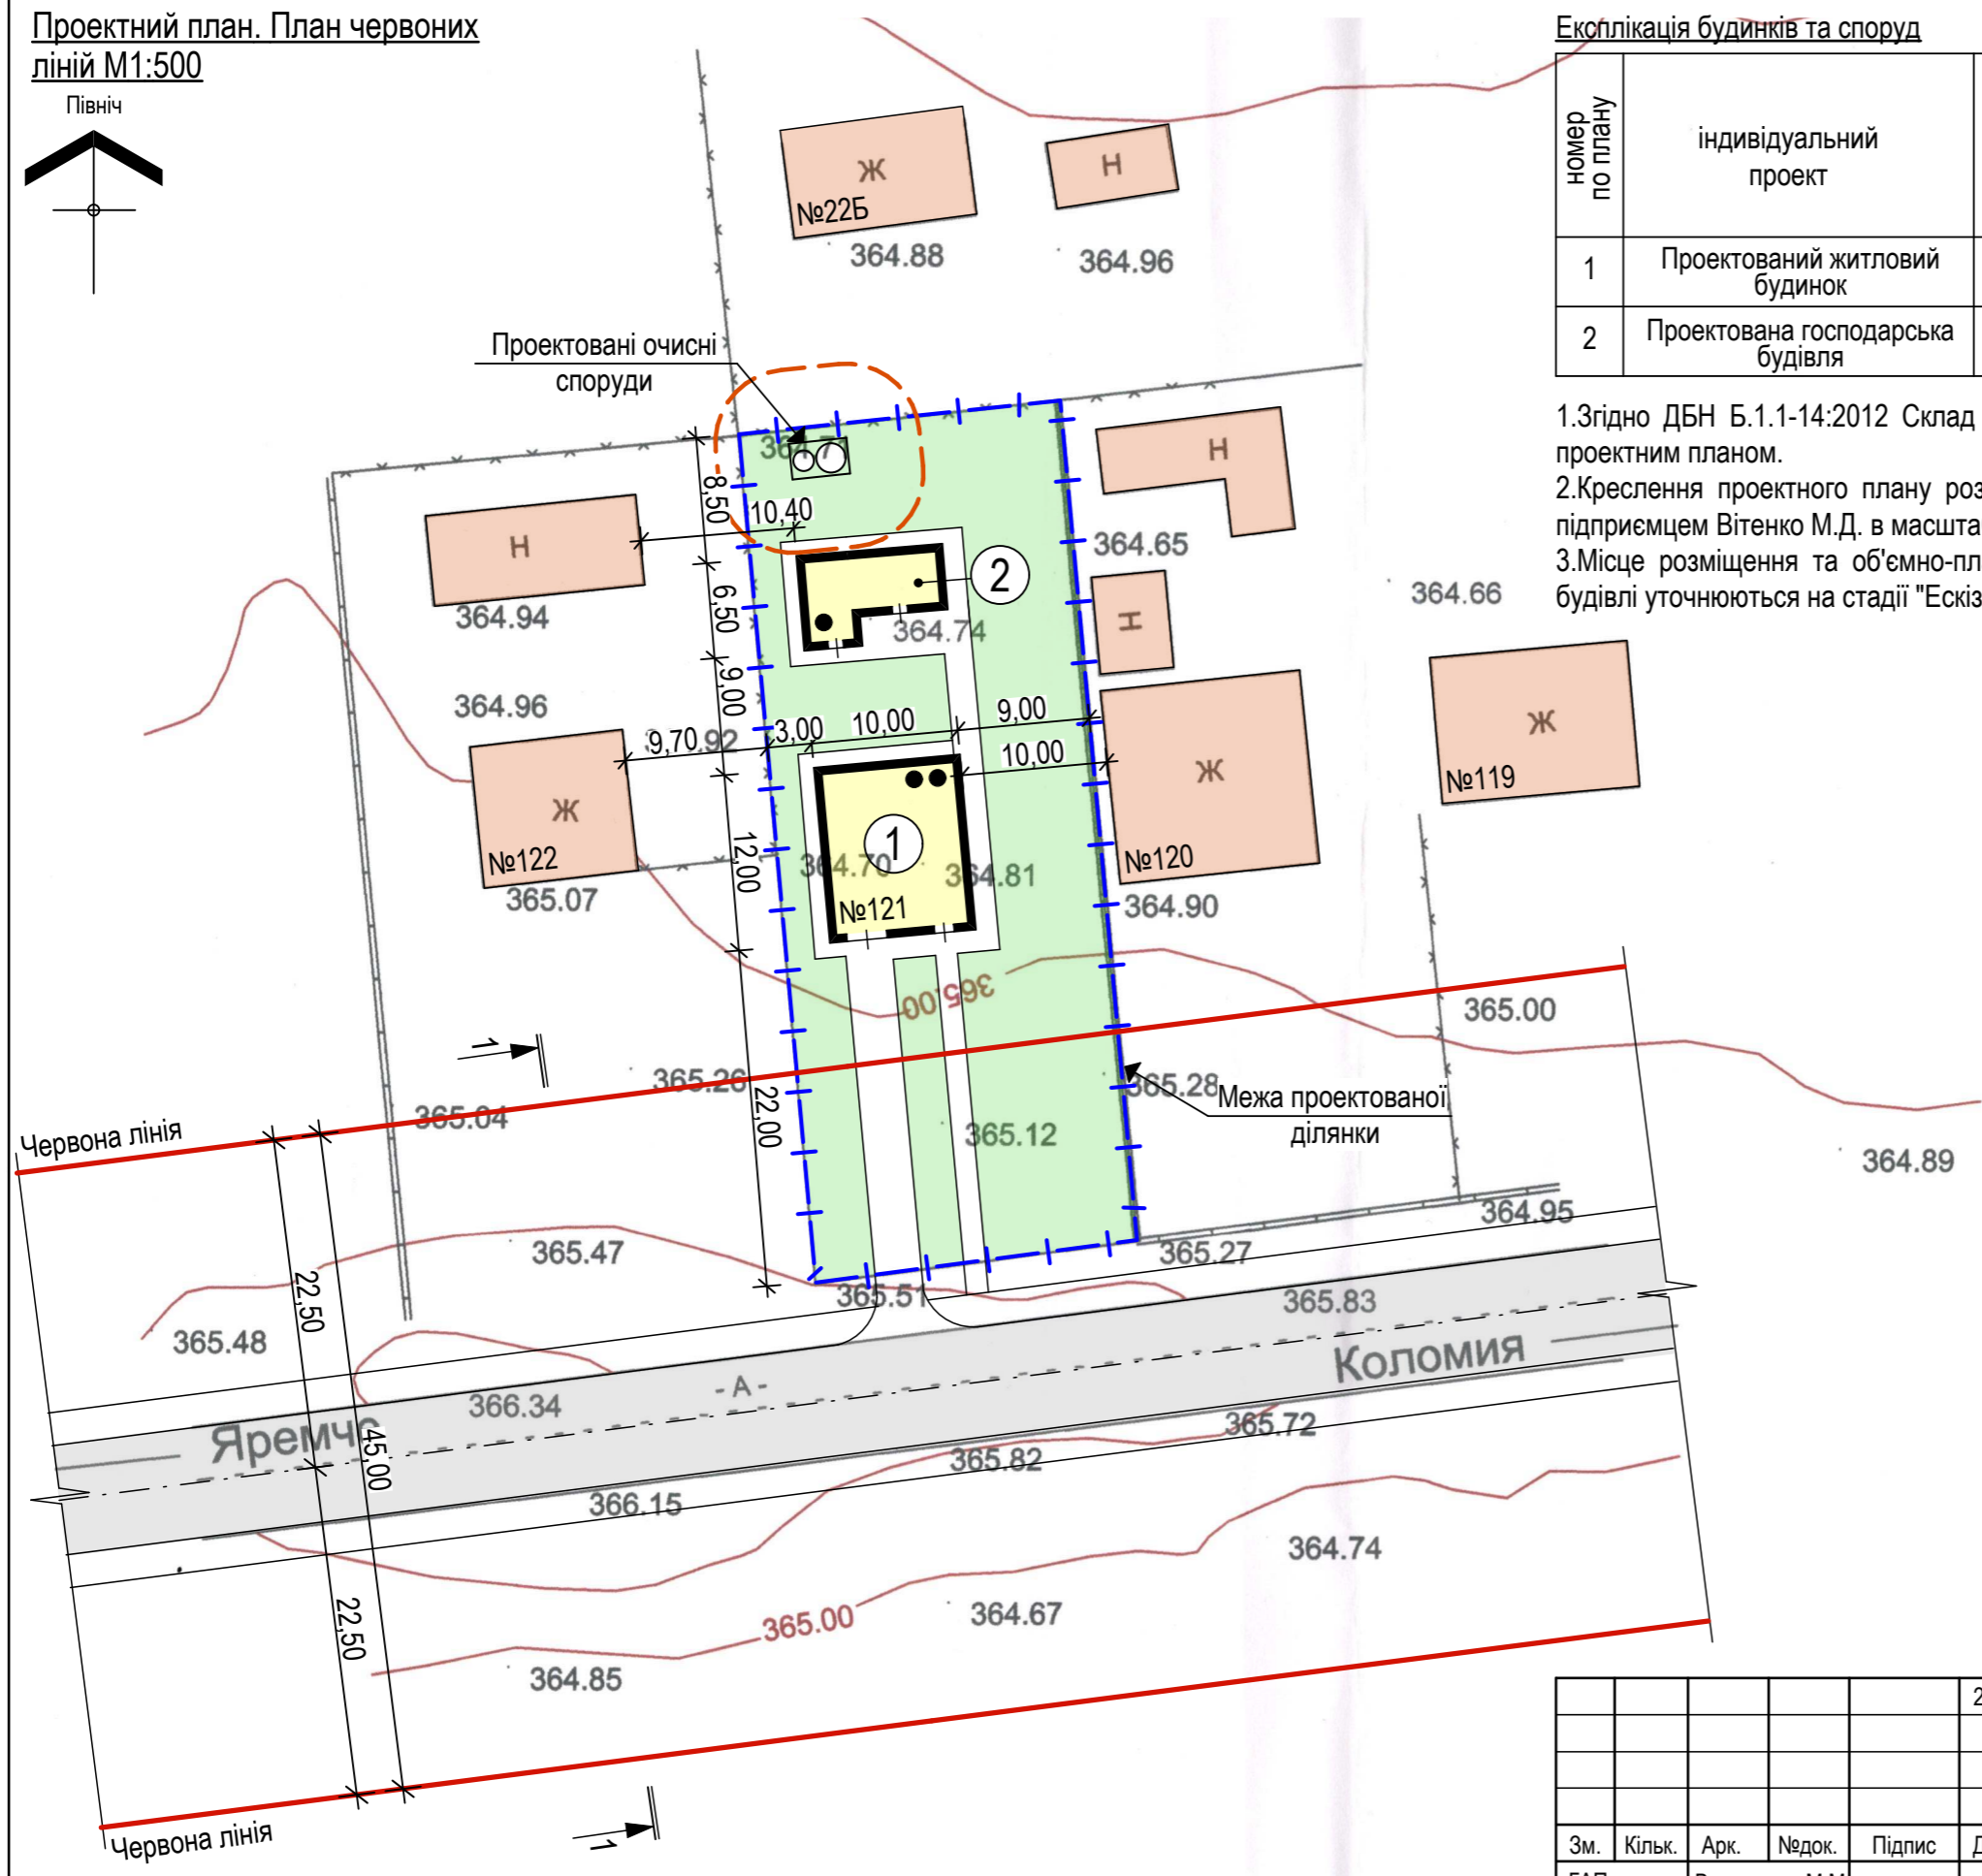 Проектний план. План червоних
ліній М1:500
Північ
Експлікація будинків та споруд
номер
по плану
індивідуальний
проект
1
Проектований житловий
будинок
2
Проектована господарська
будівля
1.Згідно ДБН Б.1.1-14:2012 Склад
проектним планом.
2.Креслення проектного плану роз
підприємцем Вітенко М.Д. в масшта
3.Місце розміщення та об'ємно-пл
будівлі уточнюються на стадії "Ескіз
Ж
№22Б
Н
364.88
364.96
Проектовані очисні
споруди
364.71
8,50
10,40
Н
364.94
Н
364.65
364.66
2
6,50
364.74
Н
364.96
9,00
9,70
.92
3,00
10,00
9,00
10,00
Ж
№122
365.07
Ж
№120
364.90
Ж
№119
12,00
1
364.70
364.81
№121
365.00
365.00
1
365.26
365.04
22,00
365.28
Межа проектованої
ділянки
365.12
Червона лінія
364.89
364.95
365.47
365.27
22,50
365.51
365.83
365.48
Коломия
- А -
366.34
Яремче
45,00
365.72
365.82
366.15
364.74
22,50
365.00
364.67
364.85
Червона лінія
1
2
Зм.
Кільк.
Арк.
№док.
Підпис